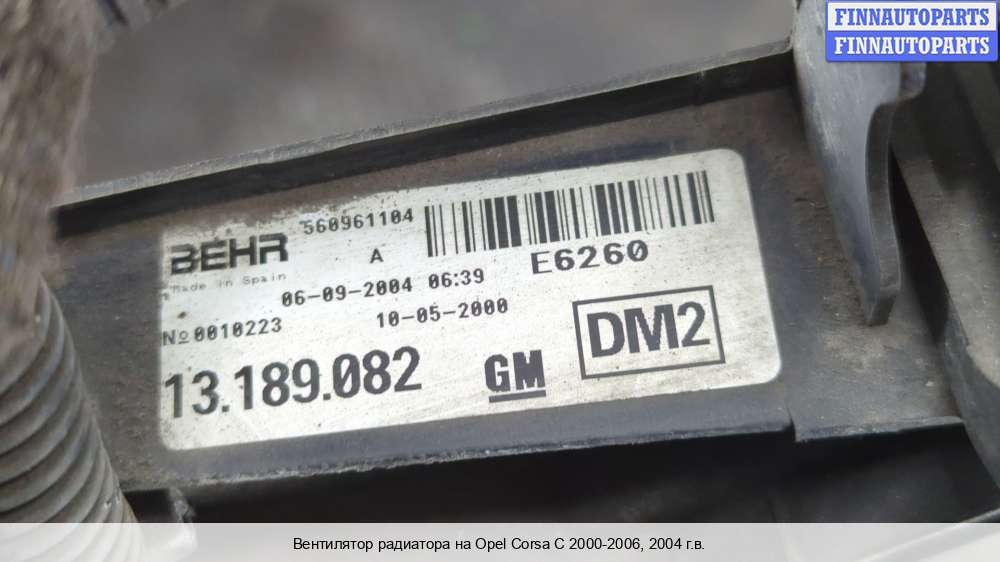 FINNAUTOPARTS
FINNAUTOPARTS
BEHR 560961104
Made in Spain A E6260
06-09-2004 06:39
№0010223 10-05-2000
13.189.082 GM DM2
Вентилятор радиатора на Opel Corsa C 2000-2006, 2004 г.в.